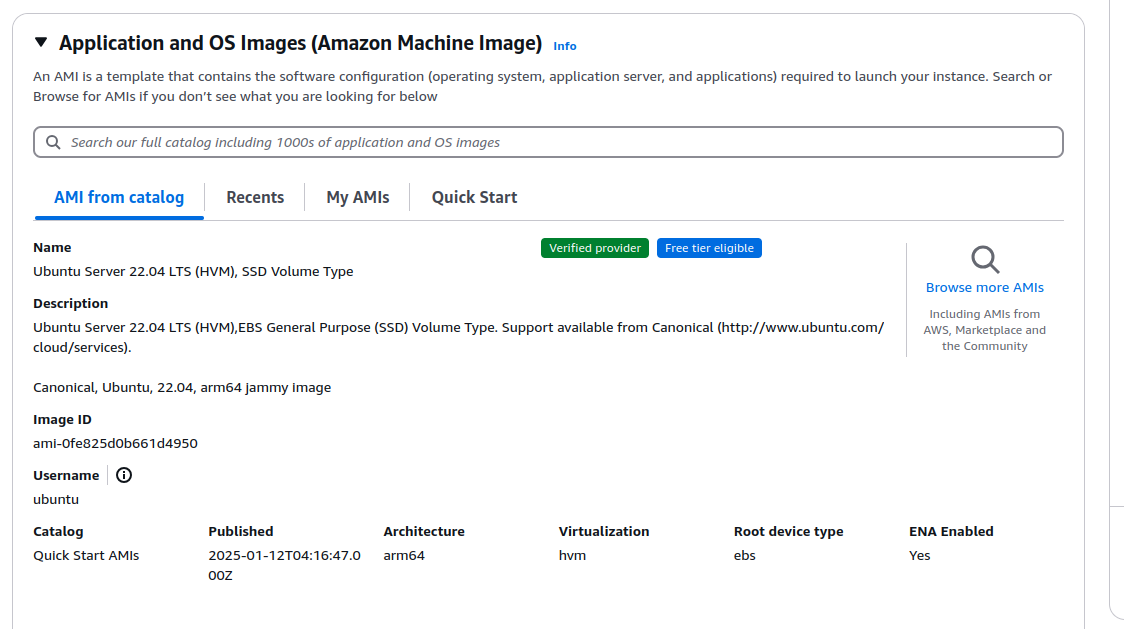 Application and OS Images (Amazon Machine Image) Info
An AMI is a template that contains the software configuration (operating system, application server, and applications) required to launch your instance. Search or
Browse for AMIs if you don’t see what you are looking for below
Search our full catalog including 1000s of application and OS images
AMI from catalog Recents My AMIs Quick Start
Name
Verified provider Free tier eligible
Ubuntu Server 22.04 LTS (HVM), SSD Volume Type
Description
Ubuntu Server 22.04 LTS (HVM),EBS General Purpose (SSD) Volume Type. Support available from Canonical (http://www.ubuntu.com/
cloud/services).
Canonical, Ubuntu, 22.04, arm64 jammy image
Browse more AMIs
Including AMIs from
AWS, Marketplace and
the Community
Image ID
ami-0fe825d0b661d4950
Username
ubuntu
Catalog Published Architecture Virtualization Root device type ENA Enabled
Quick Start AMIs 2025-01-12T04:16:47.0 arm64 hvm ebs Yes
00Z